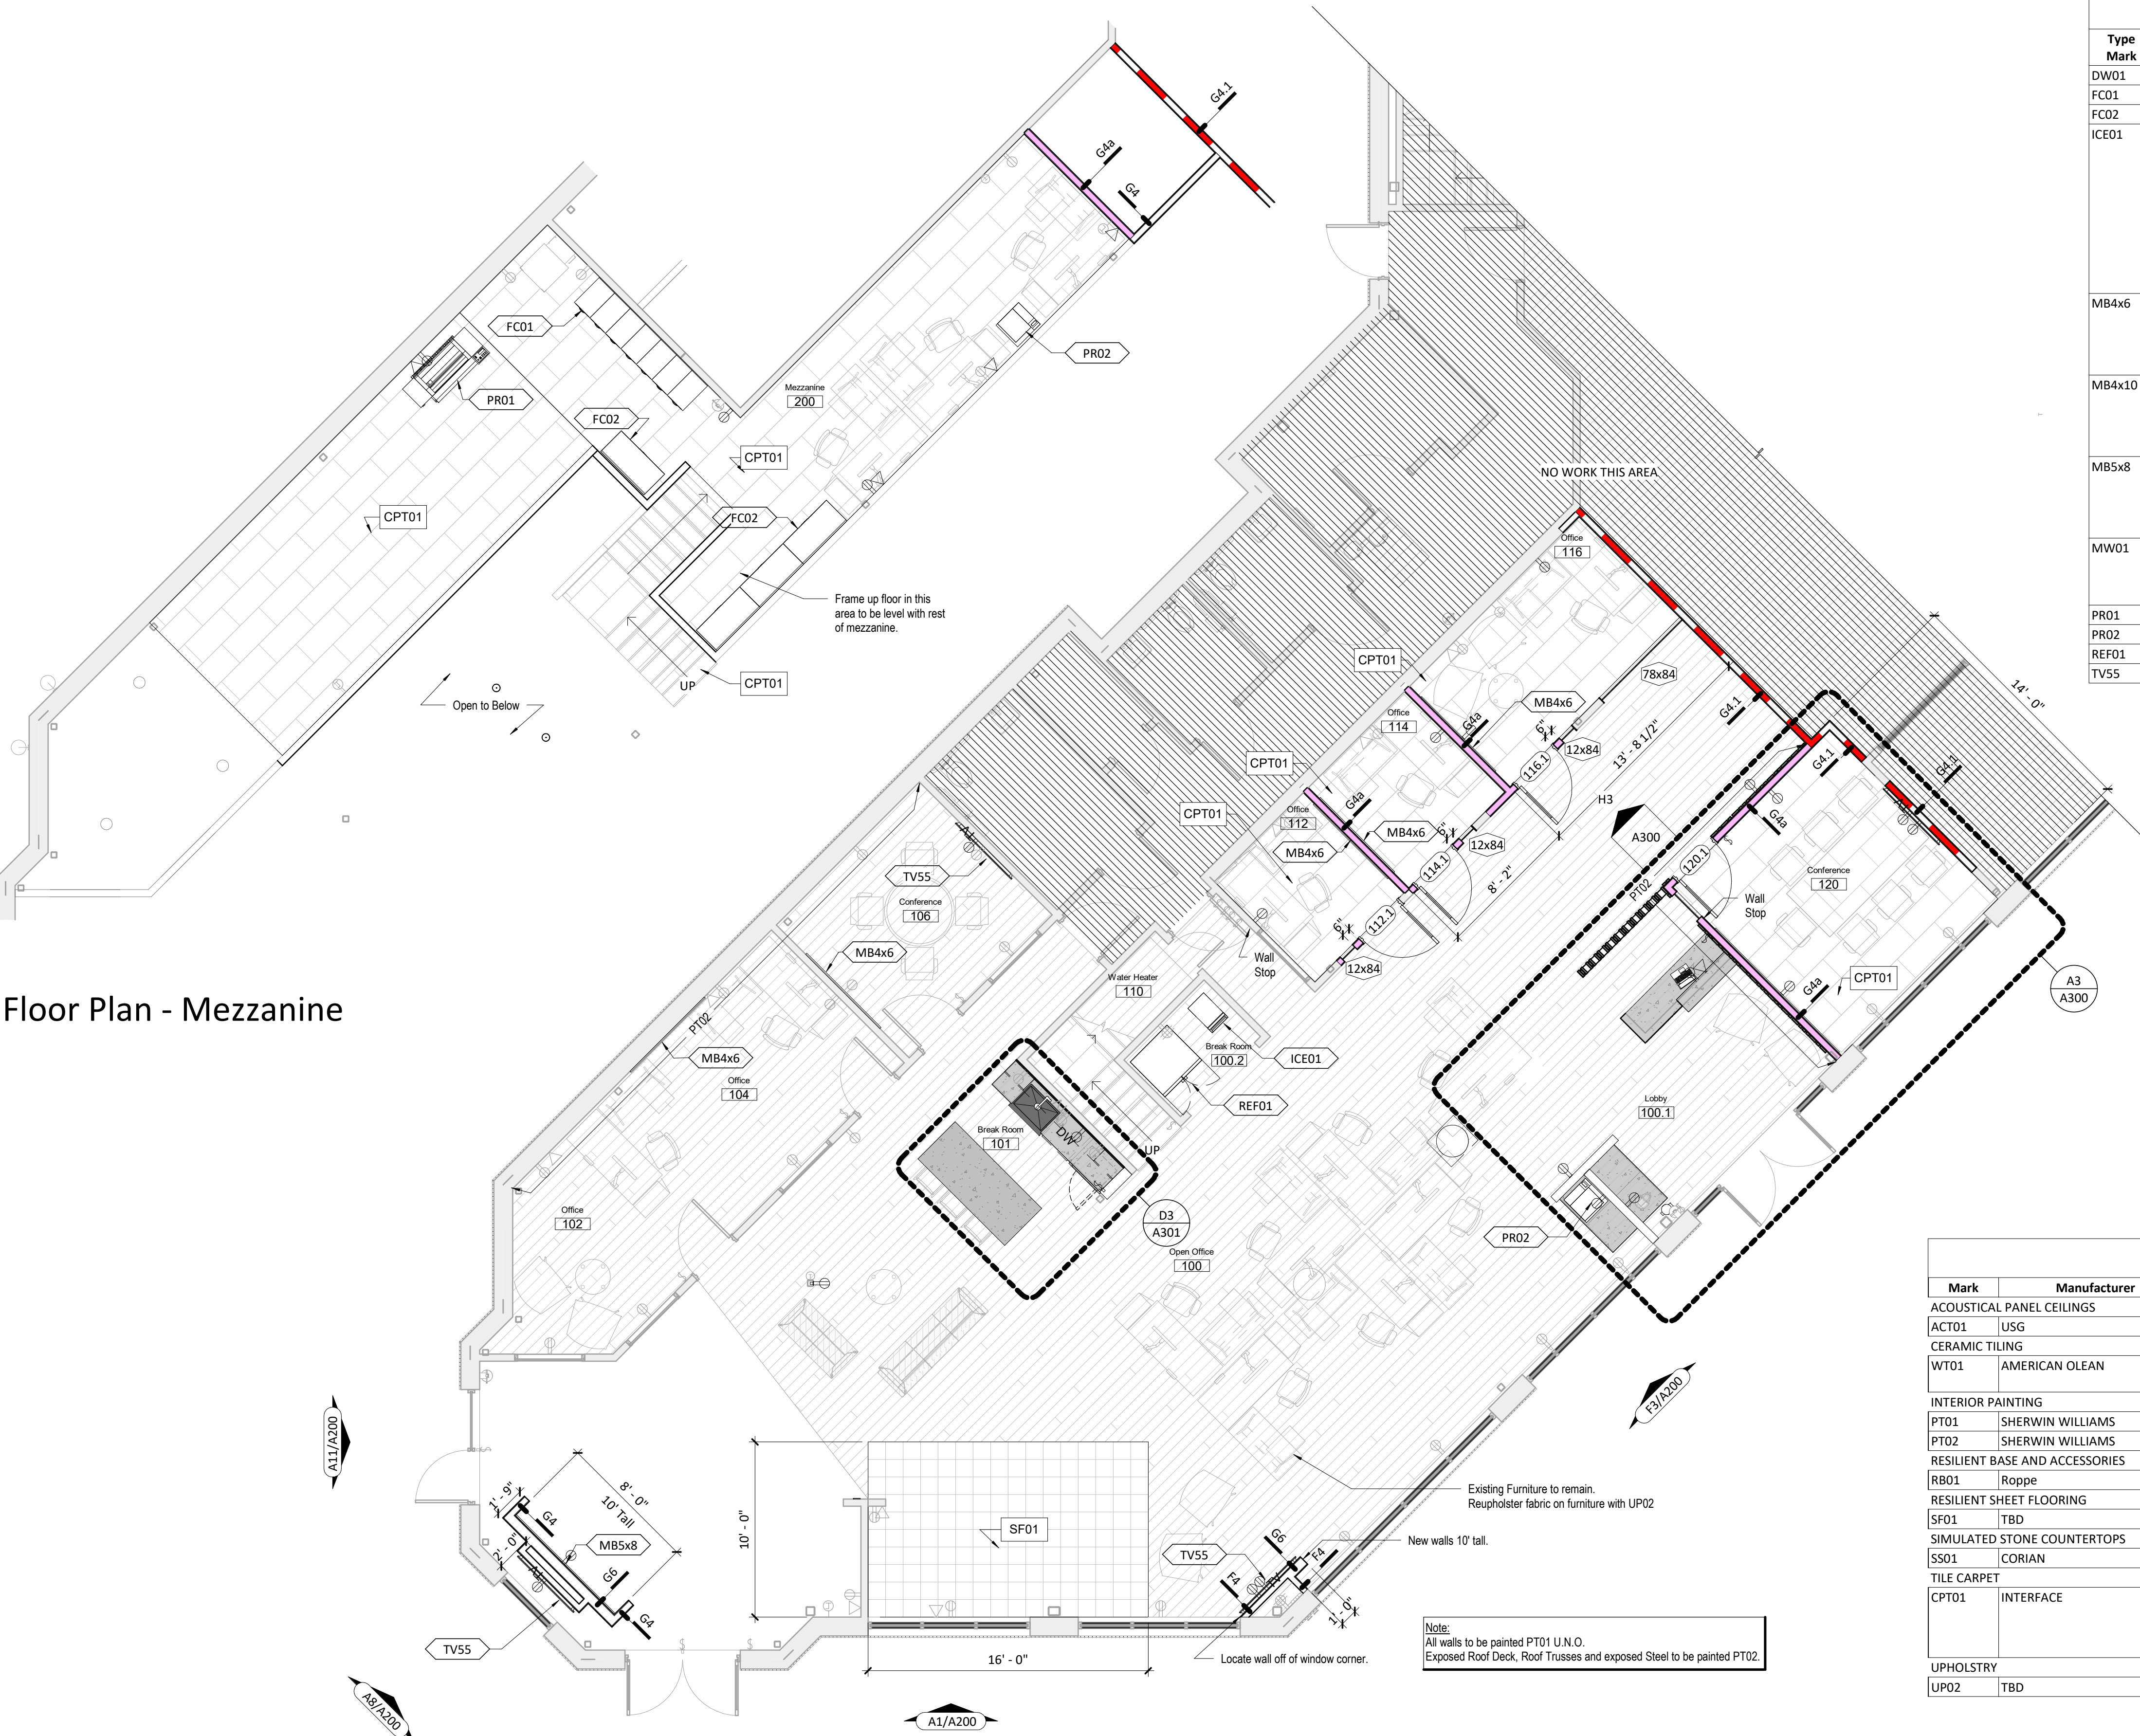 Type
Mark
DW01
FC01
FC02
ICE01
MB4x6
MB4x10
MB5x8
MW01
PR01
PR02
REF01
TV55
G4.1
G4a
G4
FC01
PR02
PR01
Mezzanine
200
FC02
CPT01
CPT01
FC02
Frame up floor in this
area to be level with rest
of mezzanine.
UP
CPT01
Open to Below
Floor Plan - Mezzanine
NO WORK THIS AREA
Office
116
CPT01
78x84
14' - 0"
MB4x6
Office
114
G4a
6"
12x84
G4.1
13' - 8 1/2"
116.1
G4.1
G4.1
CPT01
H3
A300
Office
112
G4a
CPT01
MB4x6
6"
12x84
MB4x6
G4a
120.1
114.1
8' - 2"
PT02
Conference
120
Wall
Stop
TV55
Conference
106
112.1
6"
12x84
MB4x6
Wall
Stop
Water Heater
110
CPT01
G4a
A3
A300
PT02
MB4x6
Break Room
100.2
ICE01
Office
104
REF01
Lobby
100.1
Break Room
101
DW
UP
Office
102
D3
A301
PR02
Open Office
100
F3/A200
A11/A200
8' - 0"
10' Tall
1' - 9"
G4
2' - 0"
MB5x8
G6
G4
TV55
10' - 0"
SF01
16' - 0"
Existing Furniture to remain.
Reupholster fabric on furniture with UP02
New walls 10' tall.
G6
F4
TV55
TV
F4
1' - 0"
Locate wall off of window corner.
A8/A200
A1/A200
Note:
All walls to be painted PT01 U.N.O.
Exposed Roof Deck, Roof Trusses and exposed Steel to be painted PT02.
Mark Manufacturer
ACOUSTICAL PANEL CEILINGS
ACT01 USG
CERAMIC TILING
WT01 AMERICAN OLEAN
INTERIOR PAINTING
PT01 SHERWIN WILLIAMS
PT02 SHERWIN WILLIAMS
RESILIENT BASE AND ACCESSORIES
RB01 Roppe
RESILIENT SHEET FLOORING
SF01 TBD
SIMULATED STONE COUNTERTOPS
SS01 CORIAN
TILE CARPET
CPT01 INTERFACE
UPHOLSTRY
UP02 TBD